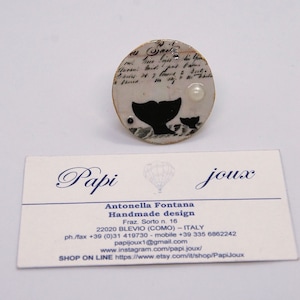 Papi joux
Antonella Fontana
Handmade design
Fraz. Sorto n. 16
22020 BLEVIO (COMO) – ITALY
ph./fax +39 (0)31 419730 - mobile +39 335 6862242
papijoux1@gmail.com
www.instagram.com/papi.joux/
SHOP ON LINE https://www.etsy.com/it/shop/PapiJoux